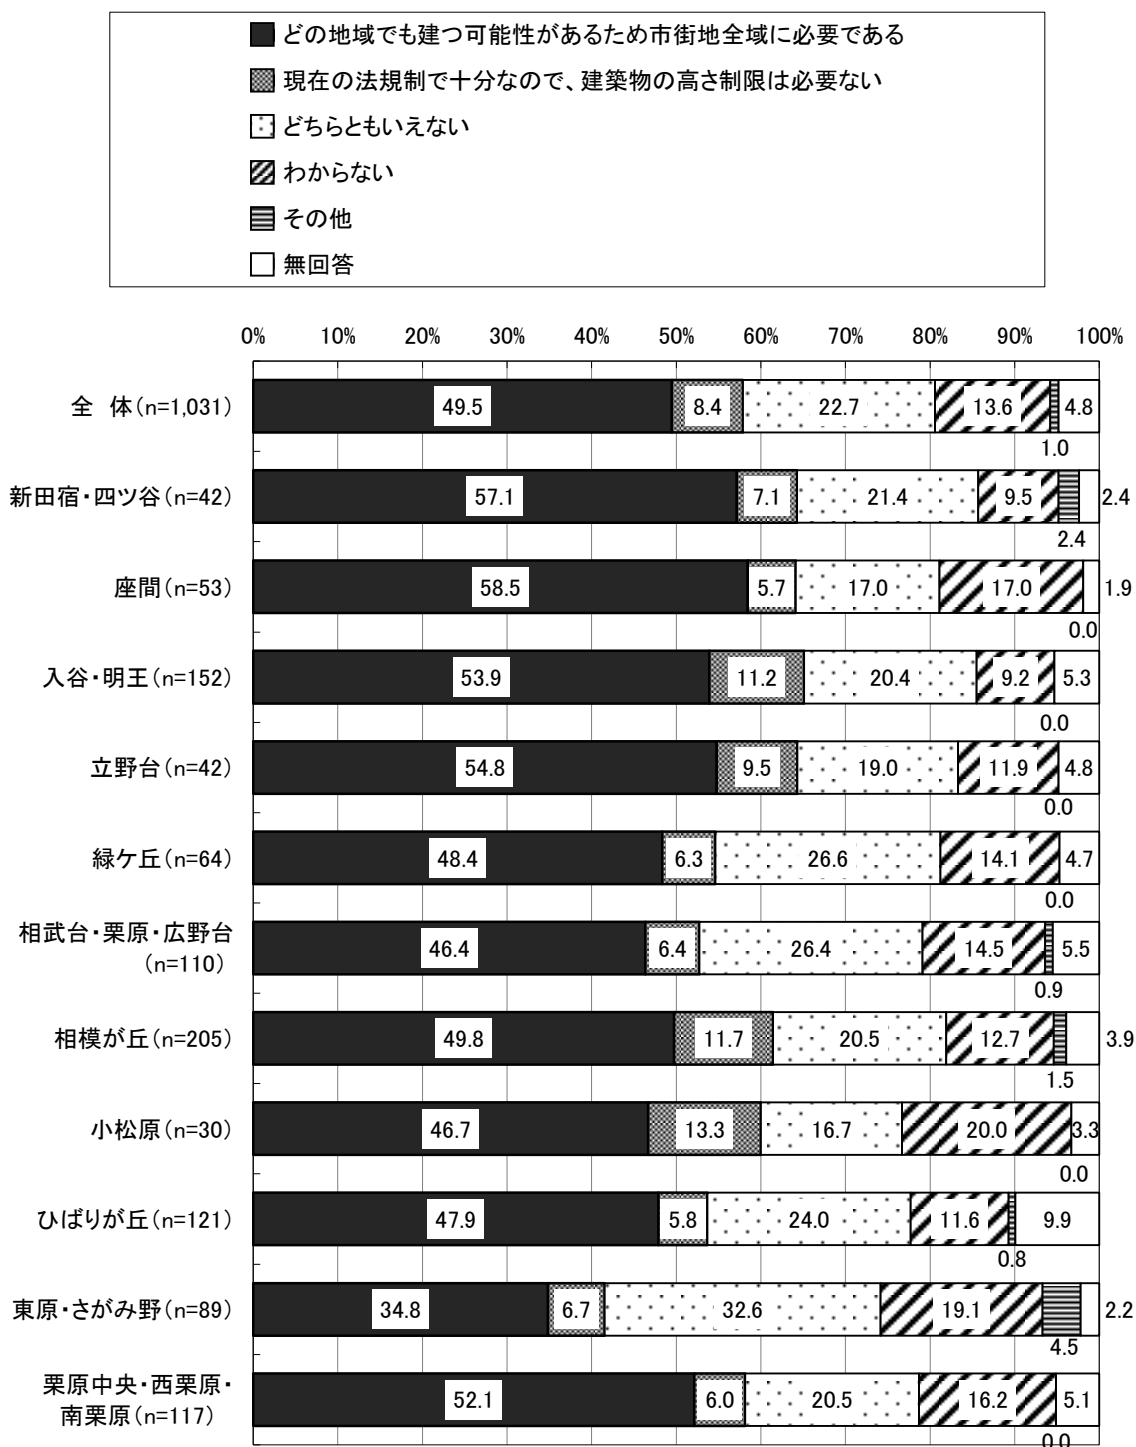 どの地域でも建つ可能性があるため市街地全域に必要である
現在の法規制で十分なので、建築物の高さ制限は必要ない
どちらともいえない
わからない
その他
無回答
0% 10% 20% 30% 40% 50% 60% 70% 80% 90% 100%
全 体(n=1,031) 49.5 8.4 22.7 13.6 4.8
1.0
新田宿・四ツ谷(n=42) 57.1 7.1 21.4 9.5 2.4
2.4
座間(n=53) 58.5 5.7 17.0 17.0 1.9
0.0
入谷・明王(n=152) 53.9 11.2 20.4 9.2 5.3
0.0
立野台(n=42) 54.8 9.5 19.0 11.9 4.8
0.0
緑ケ丘(n=64) 48.4 6.3 26.6 14.1 4.7
0.0
相武台・栗原・広野台
(n=110) 46.4 6.4 26.4 14.5 5.5
0.9
相模が丘(n=205) 49.8 11.7 20.5 12.7 3.9
1.5
小松原(n=30) 46.7 13.3 16.7 20.0 3.3
0.0
ひばりが丘(n=121) 47.9 5.8 24.0 11.6 9.9
0.8
東原・さがみ野(n=89) 34.8 6.7 32.6 19.1 2.2
4.5
栗原中央・西栗原・
南栗原(n=117) 52.1 6.0 20.5 16.2 5.1
0.0